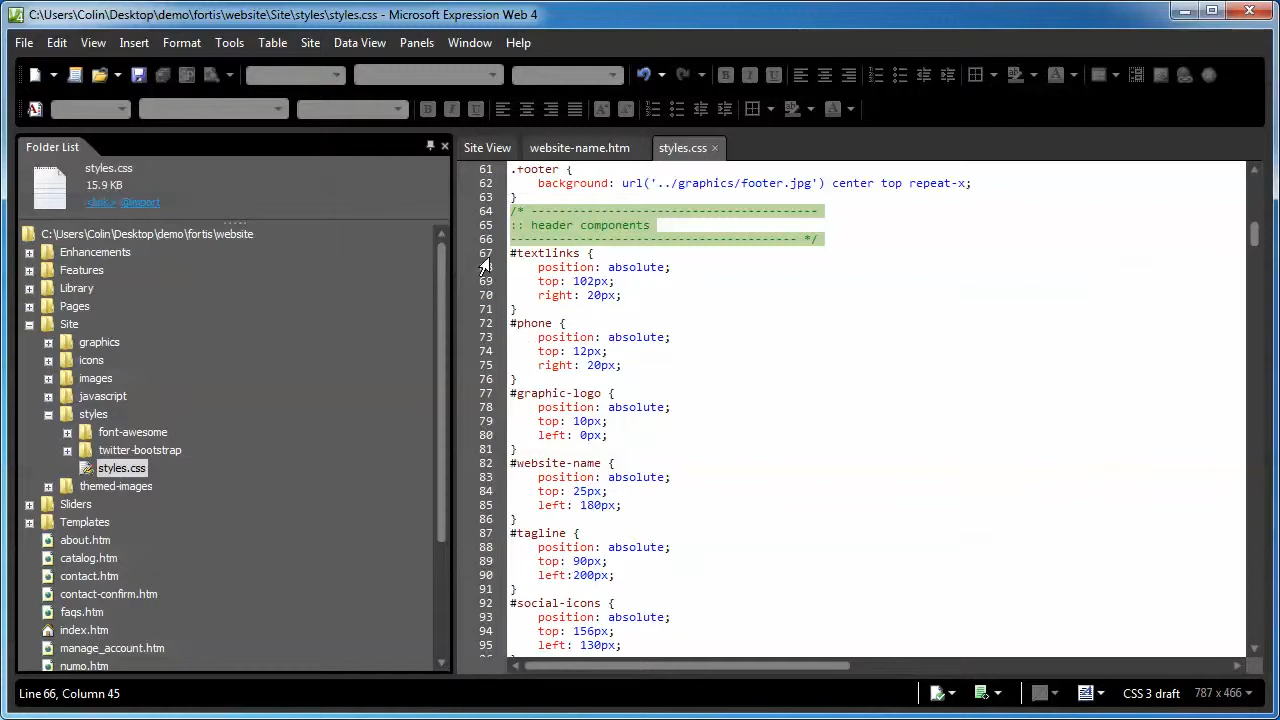 C:\Users\Colin\Desktop\demo\fortis\website\Site\styles\styles.css - Microsoft Expression Web 4
File Edit View Insert Format Tools Table Site Data View Panels Window Help
Folder List
styles.css
15.9 KB
<link> @import
C:\Users\Colin\Desktop\demo\fortis\website
Enhancements
Features
Library
Pages
Site
graphics
icons
images
javascript
styles
font-awesome
twitter-bootstrap
styles.css
themed-images
Sliders
Templates
about.htm
catalog.htm
contact.htm
contact-confirm.htm
faqs.htm
index.htm
manage_account.htm
numo.htm
Site View website-name.htm styles.css ×
61 .footer {
62 background: url('../graphics/footer.jpg') center top repeat-x;
63 }
64 /* -----------------------------------------
65 :: header components
66 ----------------------------------------- */
67 #textlinks {
position: absolute;
69 top: 102px;
70 right: 20px;
71 }
72 #phone {
73 position: absolute;
74 top: 12px;
75 right: 20px;
76 }
77 #graphic-logo {
78 position: absolute;
79 top: 10px;
80 left: 0px;
81 }
82 #website-name {
83 position: absolute;
84 top: 25px;
85 left: 180px;
86 }
87 #tagline {
88 position: absolute;
89 top: 90px;
90 left:200px;
91 }
92 #social-icons {
93 position: absolute;
94 top: 156px;
95 left: 130px;
Line 66, Column 45
CSS 3 draft 787 x 466